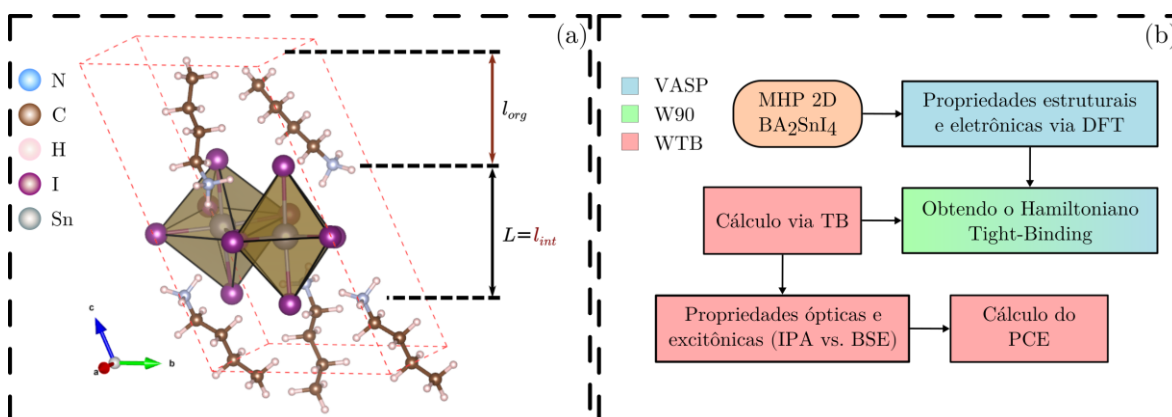 (a)
N
C
H
I
Sn
l_org
L=l_int
c
a
b
(b)
VASP
W90
WTB
MHP 2D
BA₂SnI₄
Propriedades estruturais
e eletrônicas via DFT
Cálculo via TB
Obtendo o Hamiltoniano
Tight-Binding
Propriedades ópticas e
excitônicas (IPA vs. BSE)
Cálculo do
PCE